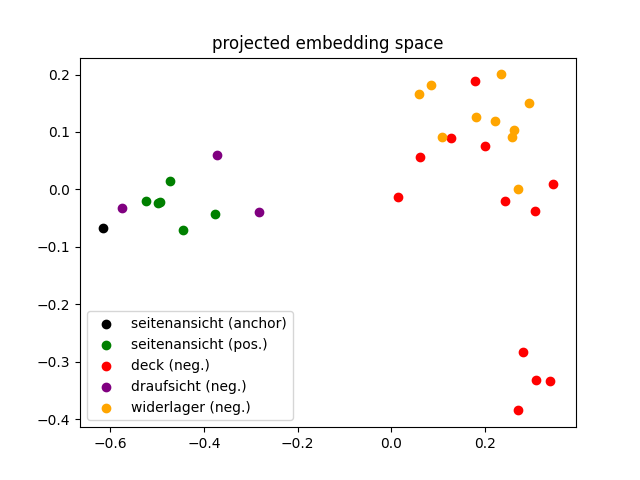 projected embedding space
0.2
0.1
0.0
−0.1
−0.2
−0.3
−0.4
seitenansicht (anchor)
seitenansicht (pos.)
deck (neg.)
draufsicht (neg.)
widerlager (neg.)
−0.6 −0.4 −0.2 0.0 0.2